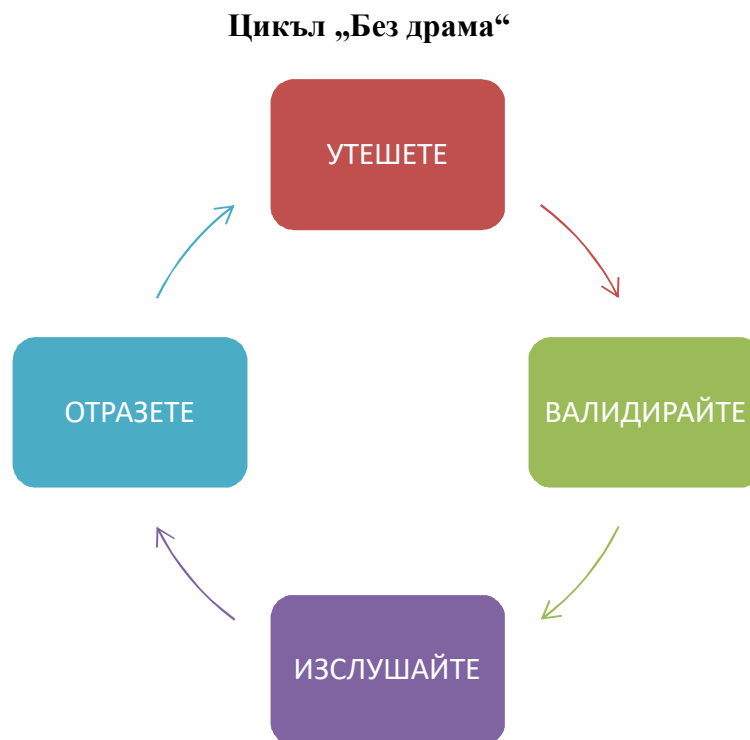 Цикъл „Без драма“
УТЕШЕТЕ
ВАЛИДИРАЙТЕ
ИЗСЛУШАЙТЕ
ОТРАЗЕТЕ